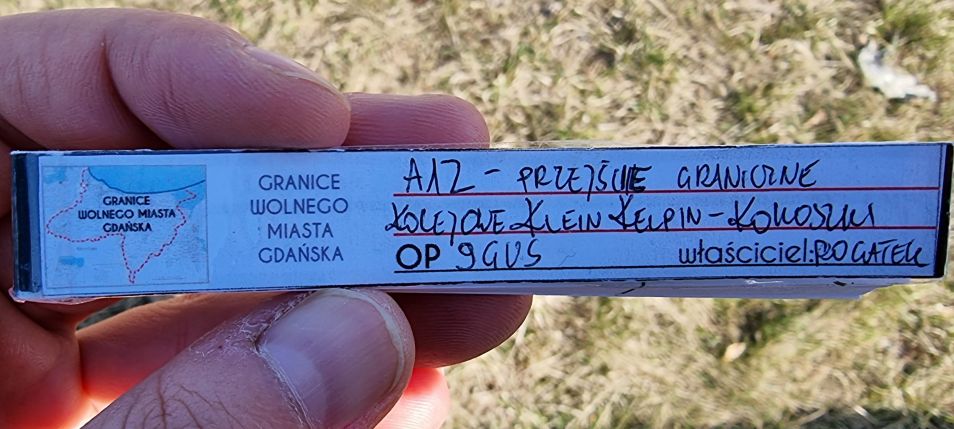 GRANICE
WOLNEGO MIASTA
GDAŃSKA
GRANICE
WOLNEGO
MIASTA
GDAŃSKA
A12 - PRZEJŚCIE GRANICZNE
KOLEJOWE KLEIN KELPIN - KOKOSZKI
OP 9GUS
właściciel: ROGATEK